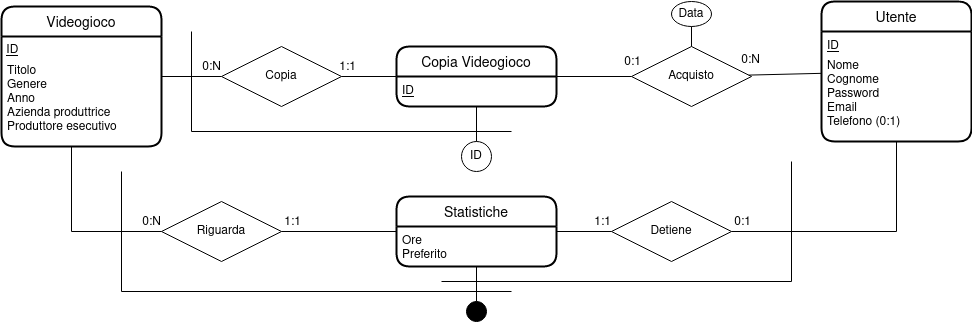 Videogioco
ID
Titolo
Genere
Anno
Azienda produttrice
Produttore esecutivo
0:N
Copia
1:1
Copia Videogioco
ID
ID
0:1
Data
Acquisto
0:N
Utente
ID
Nome
Cognome
Password
Email
Telefono (0:1)
0:N
Riguarda
1:1
Statistiche
Ore
Preferito
1:1
Detiene
0:1